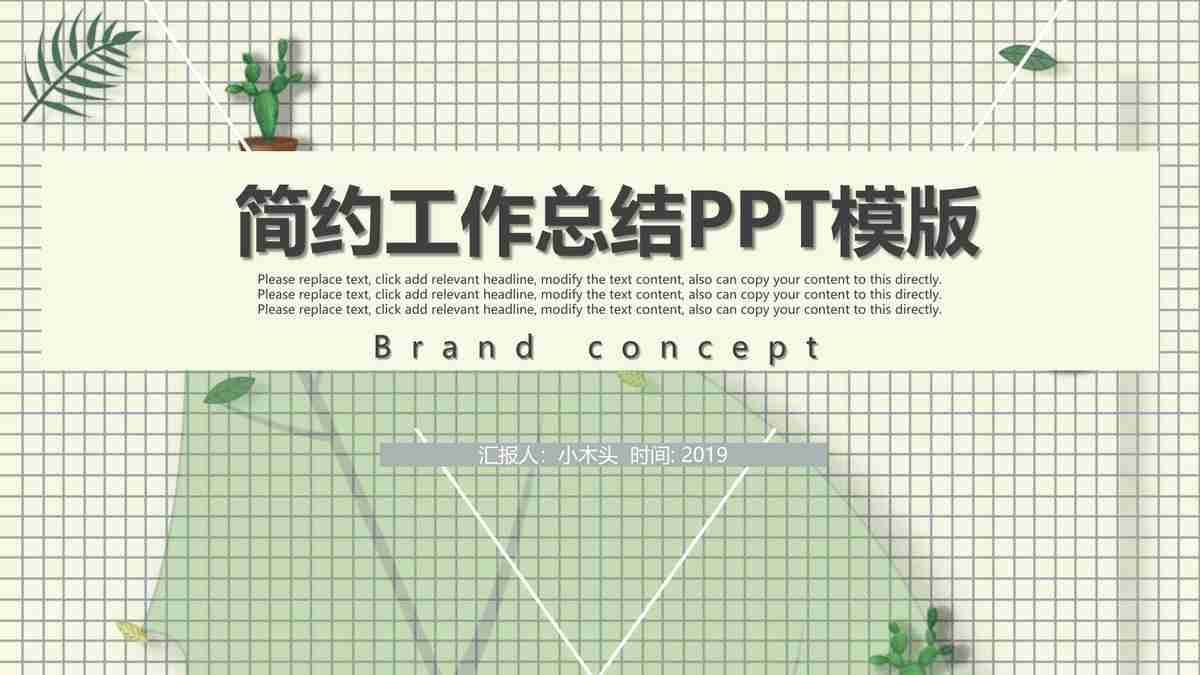 简约工作总结PPT模版
Please replace text, click add relevant headline, modify the text content, also can copy your content to this directly.
Please replace text, click add relevant headline, modify the text content, also can copy your content to this directly.
Please replace text, click add relevant headline, modify the text content, also can copy your content to this directly.
Brand concept
汇报人：小木头 时间: 2019